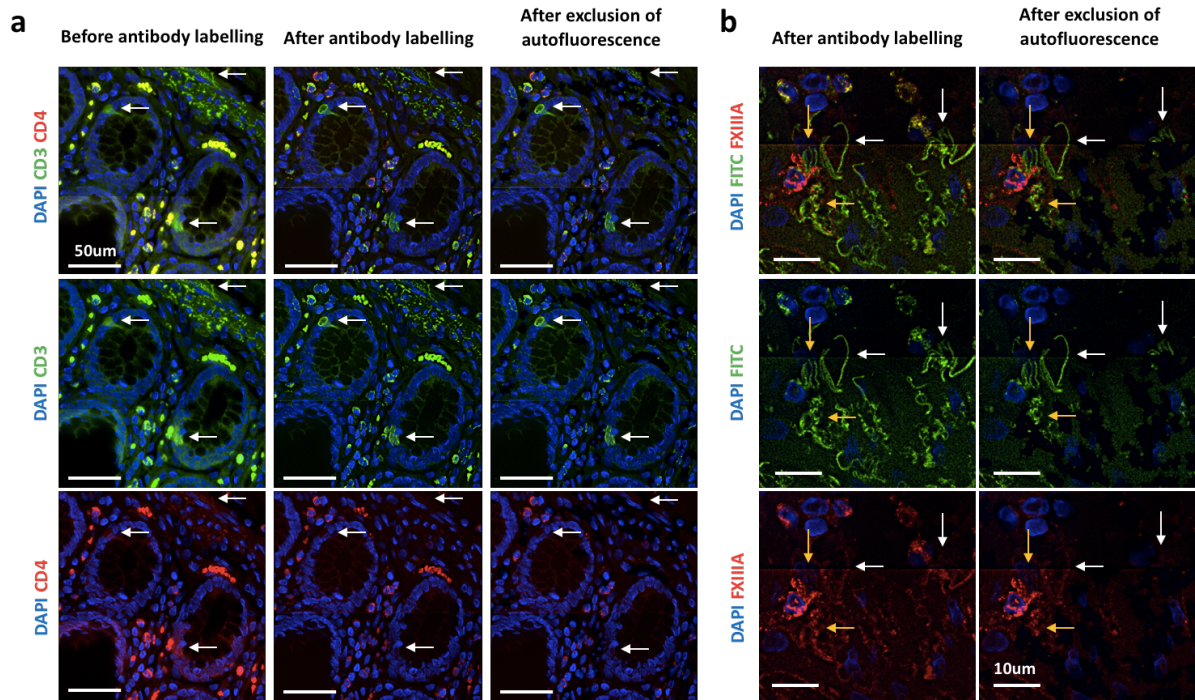 a
Before antibody labelling
After antibody labelling
After exclusion of
autofluorescence
DAPI CD3 CD4
50um
DAPI CD3
DAPI CD4
b
After antibody labelling
After exclusion of
autofluorescence
DAPI FITC FXIIIA
DAPI FITC
DAPI FXIIIA
10um